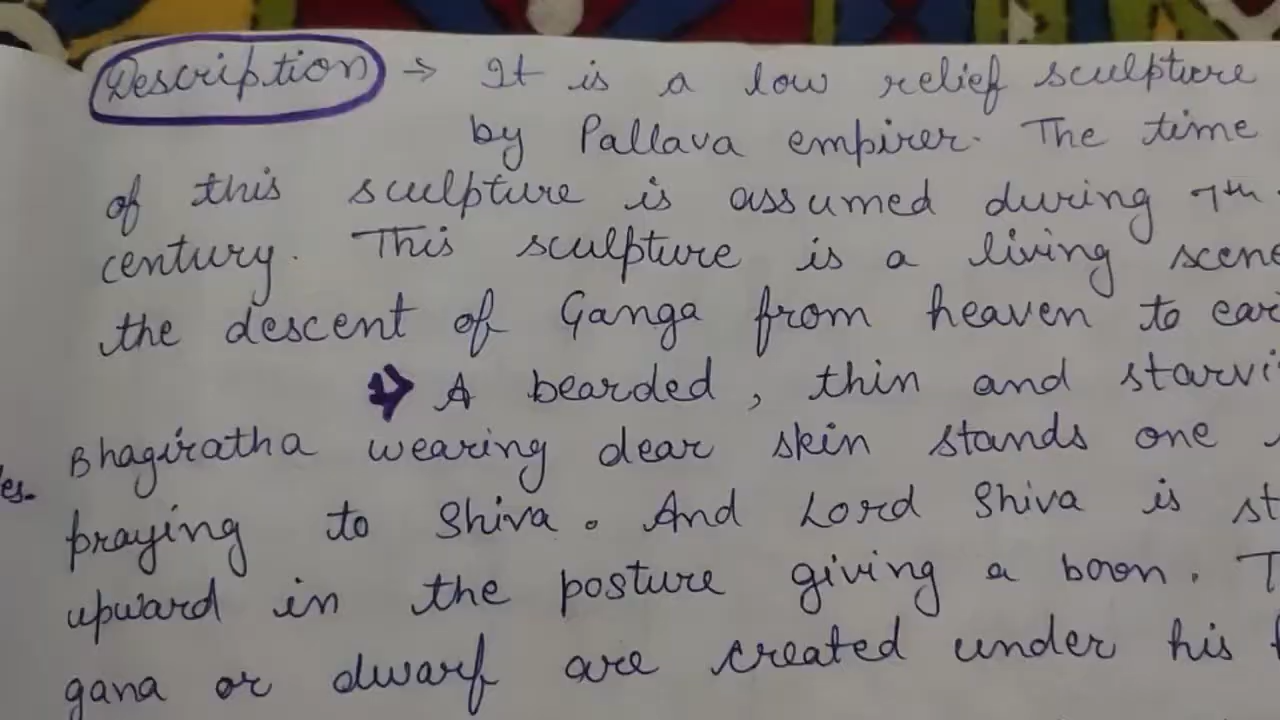 Description → It is a low relief sculpture
by Pallava empirer. The time
of this sculpture is assumed during 7th
century. This sculpture is a living scene
the descent of Ganga from heaven to
→ A bearded, thin and
Bhagiratha wearing dear skin stands one
praying to Shiva. And Lord Shiva is
upward in the posture giving a boon.
gana or dwarf are created under his